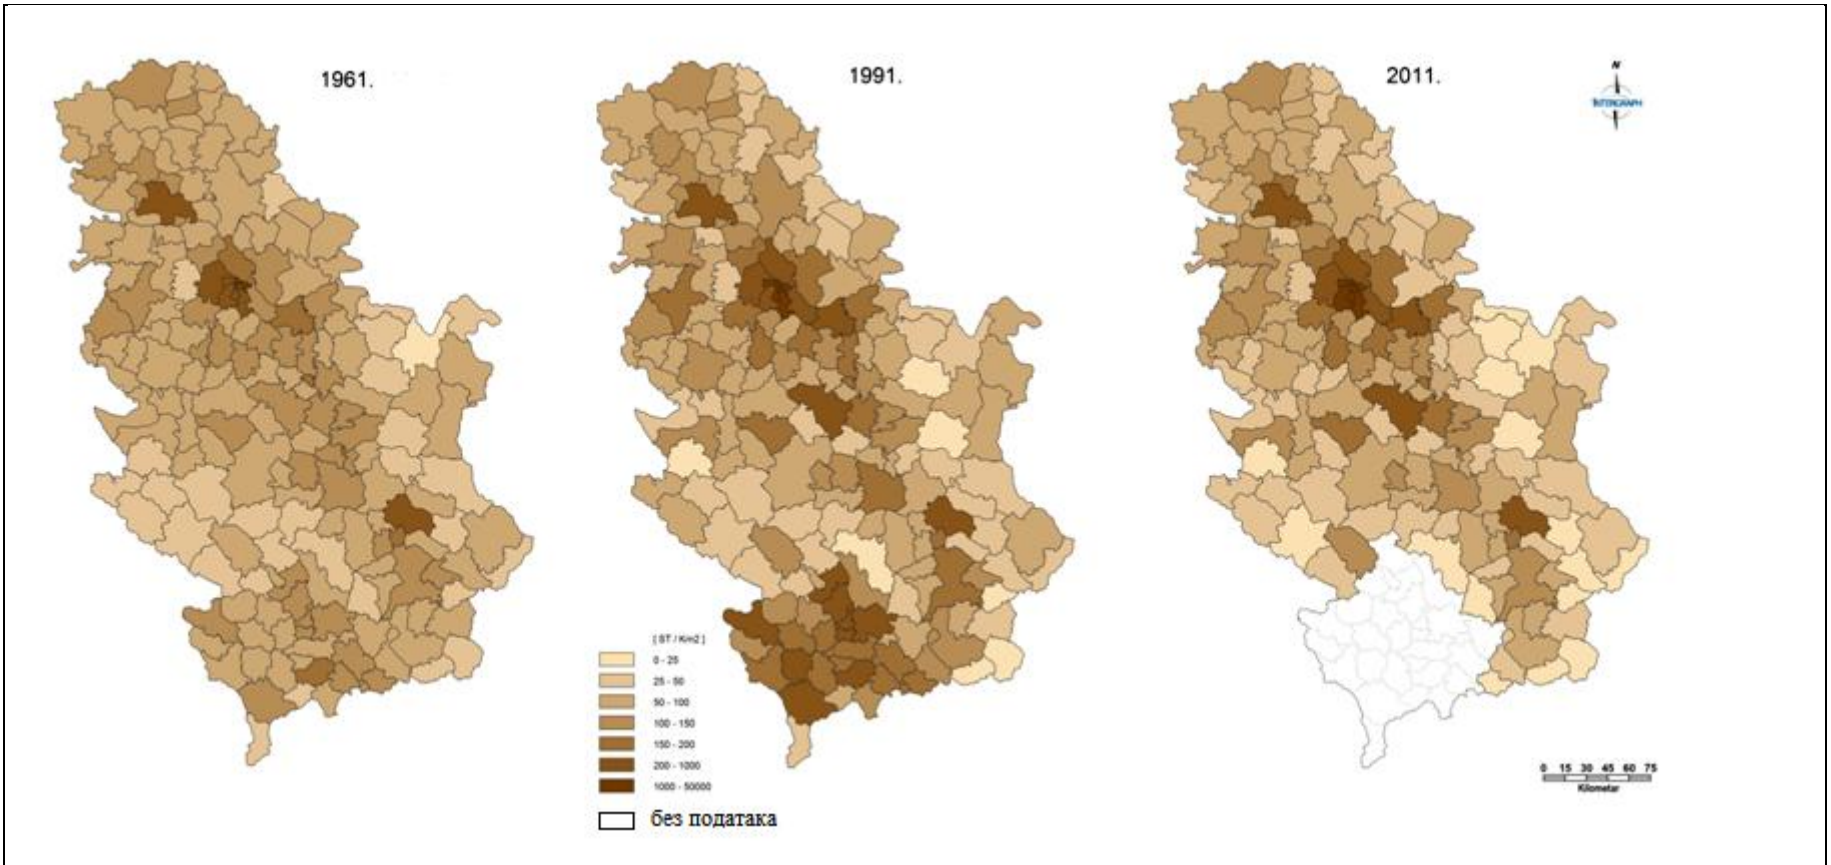 1961.
1991.
2011.
N
INTERGRAPH
[ ST / Km2 ]
0 - 25
25 - 50
50 - 100
100 - 150
150 - 200
200 - 1000
1000 - 50000
без података
0 15 30 45 60 75
Kilometar